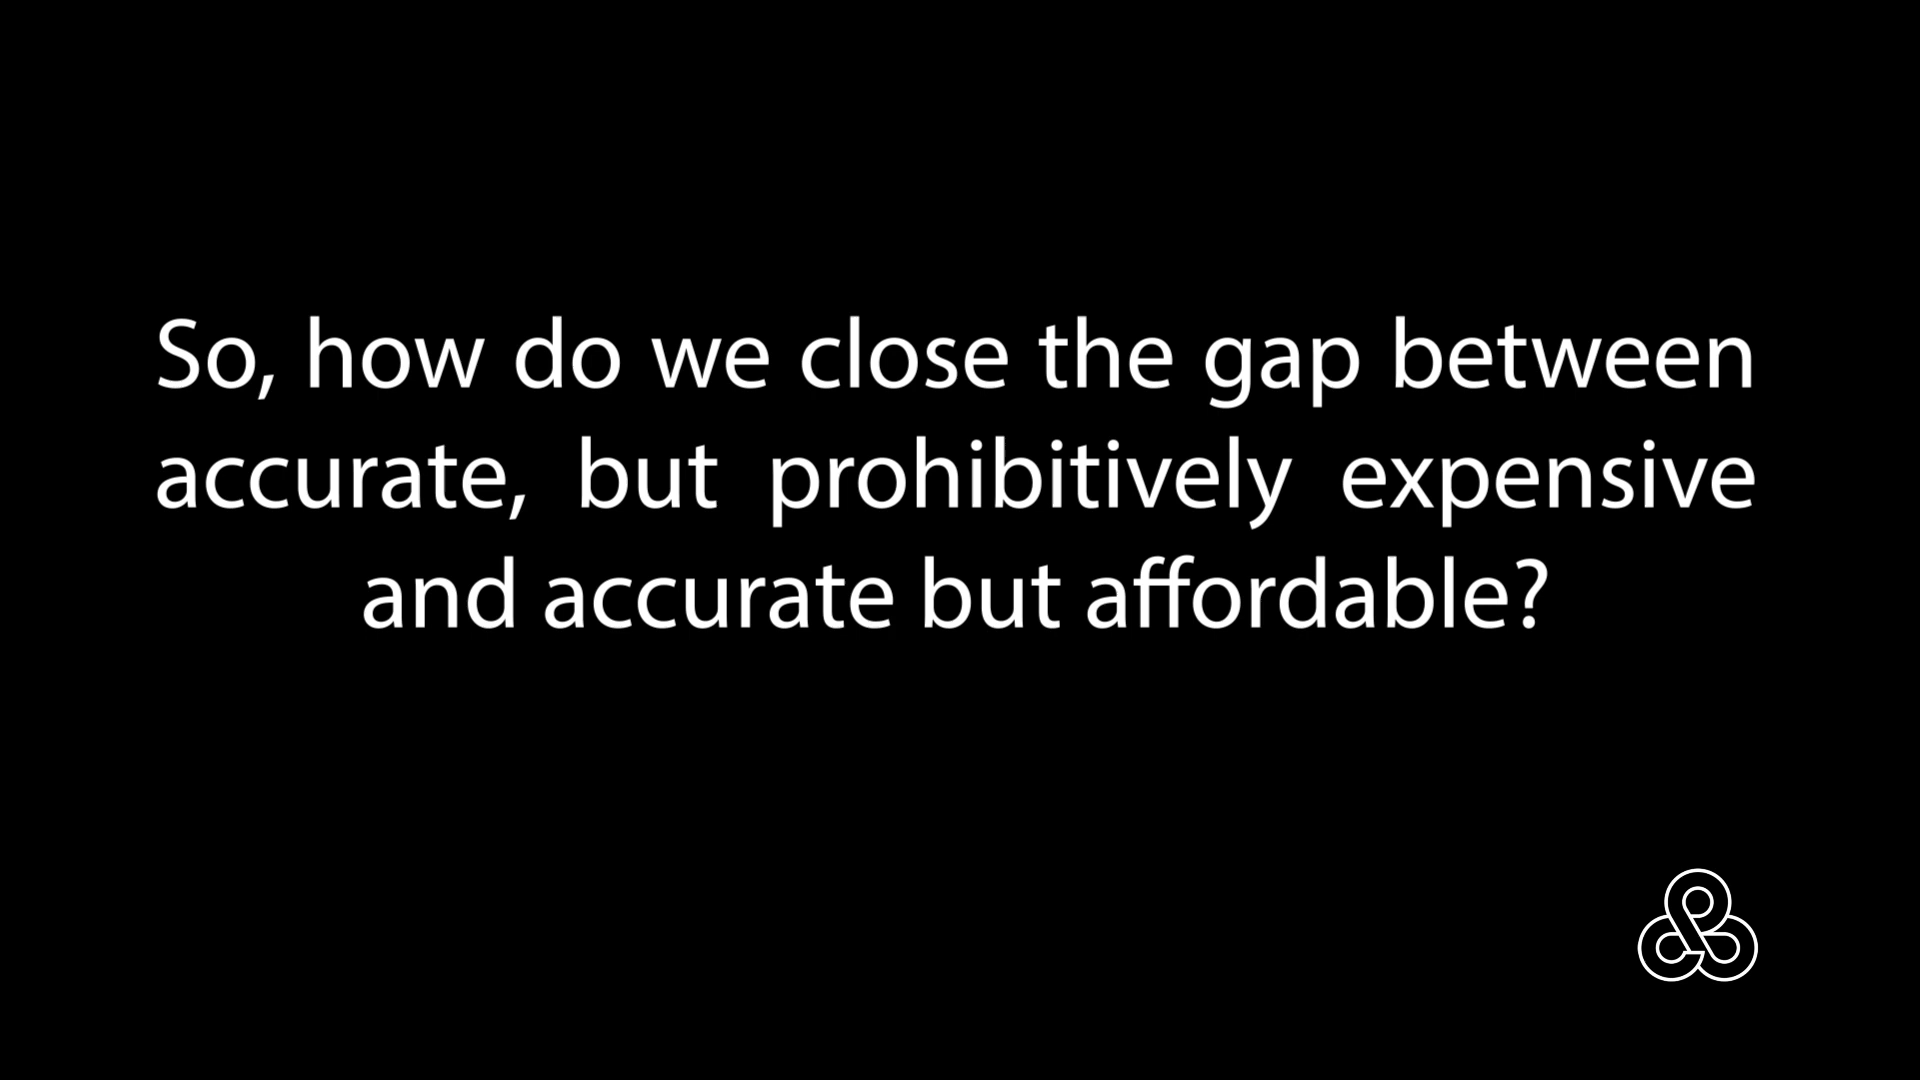 So, how do we close the gap between
accurate, but prohibitively expensive
and accurate but affordable?